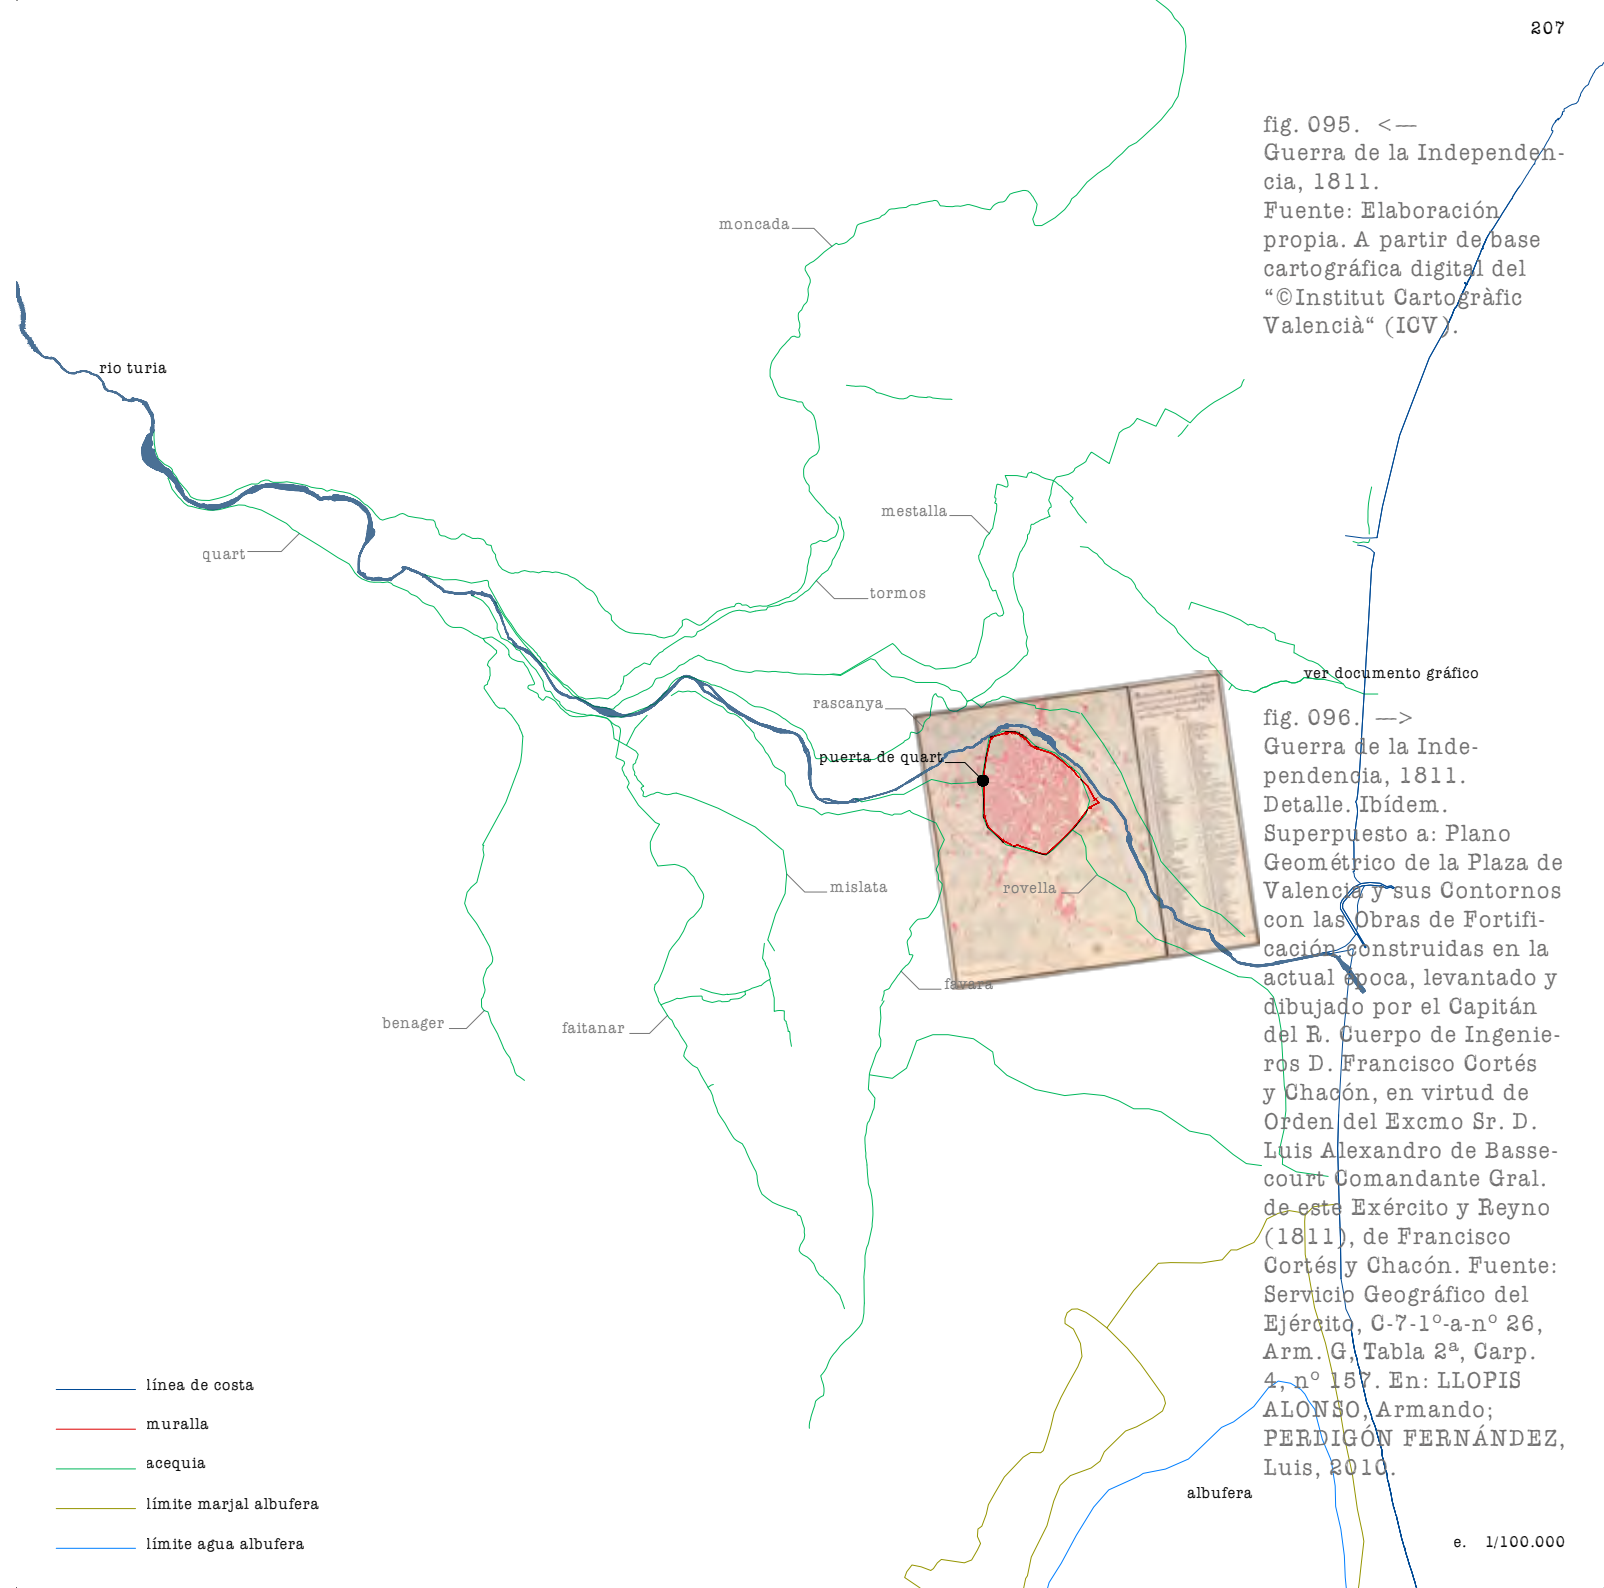 207
fig. 095. <—
Guerra de la Independen-
cia, 1811.
Fuente: Elaboración
propia. A partir de base
cartográfica digital del
“©Institut Cartogràfic
Valencià“ (ICV).
moncada
rio turia
mestalla
quart
tormos
ver documento gráfico
rascanya
puerta de quart
fig. 096. —>
Guerra de la Inde-
pendencia, 1811.
Detalle. Ibídem.
Superpuesto a: Plano
Geométrico de la Plaza de
Valencia y sus Contornos
con las Obras de Fortifi-
cación construidas en la
actual época, levantado y
dibujado por el Capitán
del R. Cuerpo de Ingenie-
ros D. Francisco Cortés
y Chacón, en virtud de
Orden del Excmo Sr. D.
Luis Alexandro de Basse-
court Comandante Gral.
de este Exército y Reyno
(1811), de Francisco
Cortés y Chacón. Fuente:
Servicio Geográfico del
Ejército, C-7-1º-a-nº 26,
Arm. G, Tabla 2ª, Carp.
4, nº 157. En: LLOPIS
ALONSO, Armando;
PERDIGÓN FERNÁNDEZ,
Luis, 2010.
mislata
rovella
favara
benager
faitanar
línea de costa
muralla
acequia
límite marjal albufera
límite agua albufera
albufera
e. 1/100.000